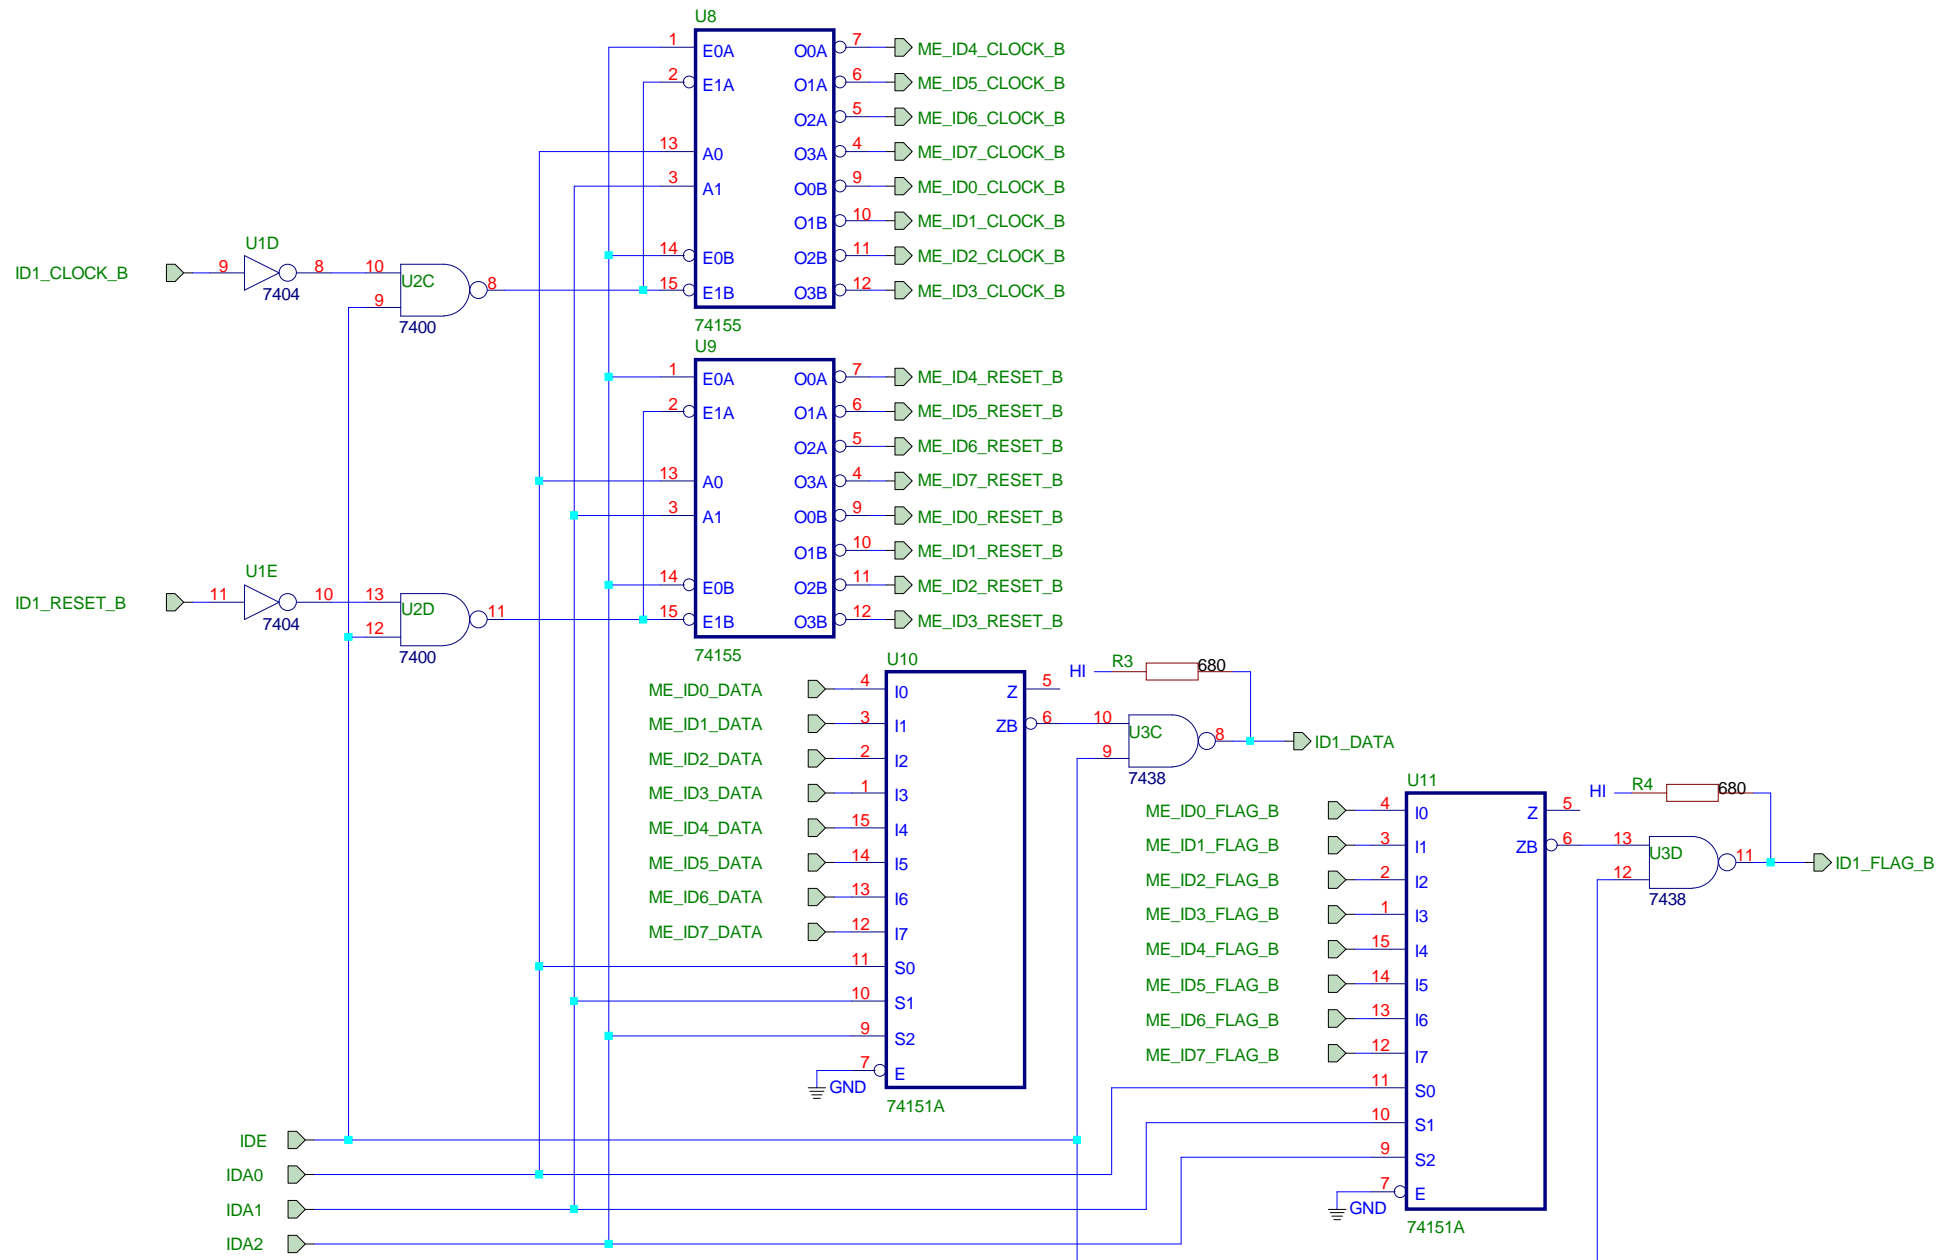 U8
1 E0A O0A 7 ME_ID4_CLOCK_B
2 E1A O1A 6 ME_ID5_CLOCK_B
O2A 5 ME_ID6_CLOCK_B
13 A0 O3A 4 ME_ID7_CLOCK_B
3 A1 O0B 9 ME_ID0_CLOCK_B
O1B 10 ME_ID1_CLOCK_B
14 E0B O2B 11 ME_ID2_CLOCK_B
15 E1B O3B 12 ME_ID3_CLOCK_B
74155
U1D
ID1_CLOCK_B 9 8 10 U2C 8
7404 9
7400
U9
1 E0A O0A 7 ME_ID4_RESET_B
2 E1A O1A 6 ME_ID5_RESET_B
O2A 5 ME_ID6_RESET_B
13 A0 O3A 4 ME_ID7_RESET_B
3 A1 O0B 9 ME_ID0_RESET_B
O1B 10 ME_ID1_RESET_B
14 E0B O2B 11 ME_ID2_RESET_B
15 E1B O3B 12 ME_ID3_RESET_B
74155
U1E
ID1_RESET_B 11 10 13 U2D 11
7404 12
7400
U10
ME_ID0_DATA 4 I0 Z 5
ME_ID1_DATA 3 I1 ZB 6
ME_ID2_DATA 2 I2
ME_ID3_DATA 1 I3
ME_ID4_DATA 15 I4
ME_ID5_DATA 14 I5
ME_ID6_DATA 13 I6
ME_ID7_DATA 12 I7
11 S0
10 S1
9 S2
7 E
GND
74151A
HI R3 680
10 U3C 8 ID1_DATA
9
7438
U11
ME_ID0_FLAG_B 4 I0 Z 5
ME_ID1_FLAG_B 3 I1 ZB 6
ME_ID2_FLAG_B 2 I2
ME_ID3_FLAG_B 1 I3
ME_ID4_FLAG_B 15 I4
ME_ID5_FLAG_B 14 I5
ME_ID6_FLAG_B 13 I6
ME_ID7_FLAG_B 12 I7
11 S0
10 S1
9 S2
7 E
GND
74151A
HI R4 680
13 U3D 11 ID1_FLAG_B
12
7438
IDE
IDA0
IDA1
IDA2